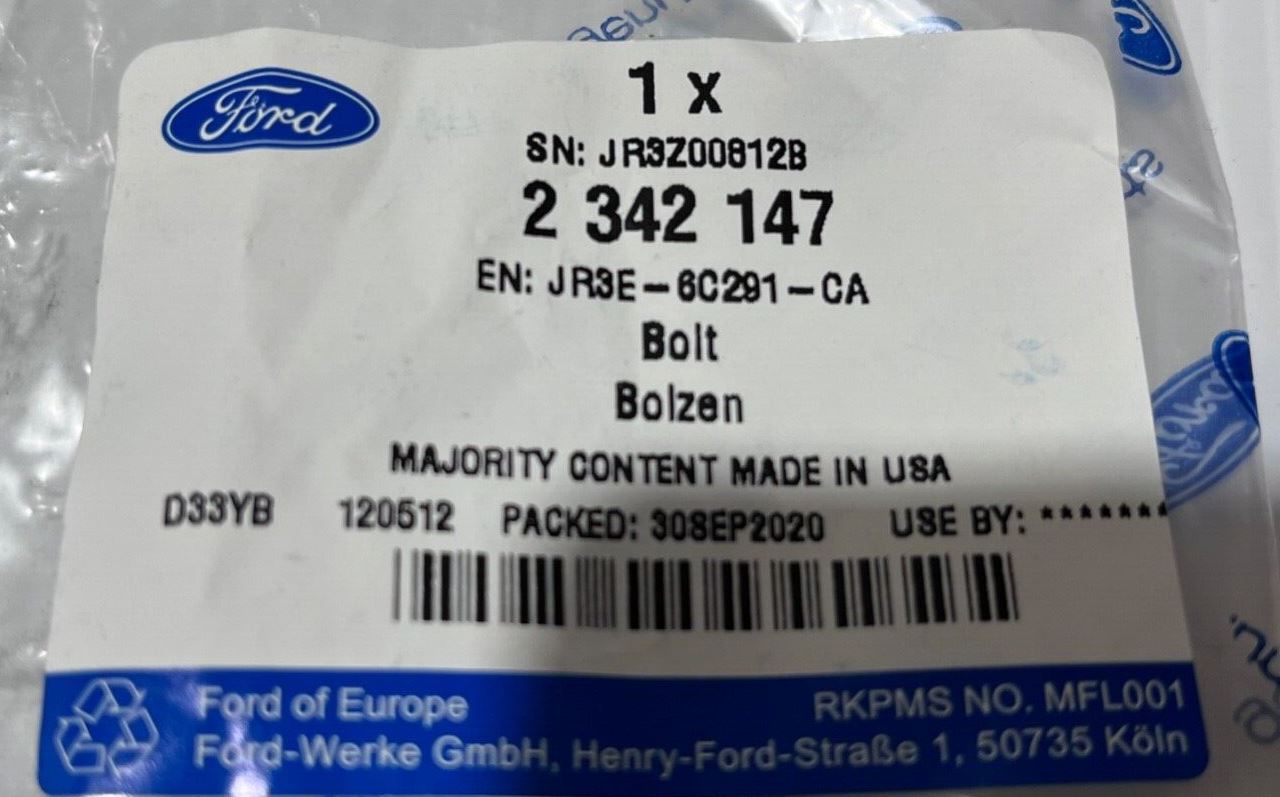 Ford
1 x
SN: JR3Z00812B
2 342 147
EN: JR3E-6C291-CA
Bolt
Bolzen
MAJORITY CONTENT MADE IN USA
D33YB 120512 PACKED: 30SEP2020 USE BY: *******
Ford of Europe
RKPMS NO. MFL001
Ford-Werke GmbH, Henry-Ford-Straße 1, 50735 Köln